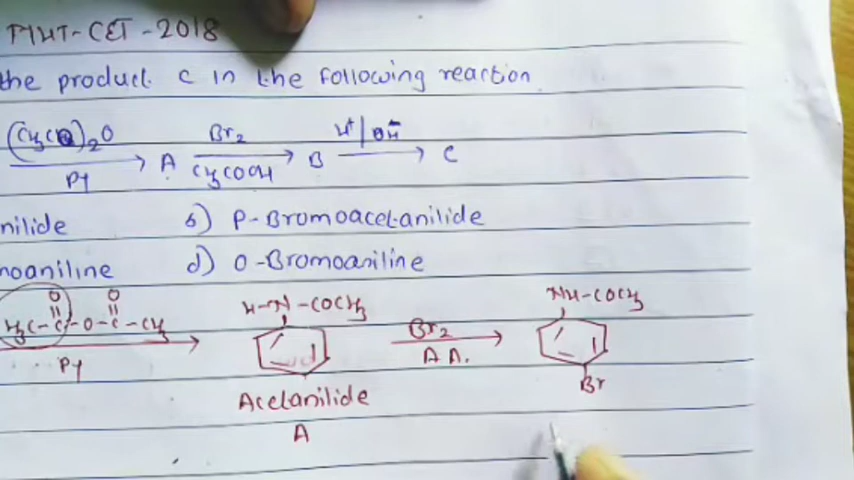 MHT-CET-2018
the product C in the following reaction
(CH3CO)2O Br2 H+/OH-
A B C
Py CH3COOH
nilide b) P-Bromoacetanilide
moaniline d) O-Bromoaniline
O O H-N-COCH3 NH-COCH3
H3C-C-O-C-CH3 Br2
Py A A.
Br
Acetanilide
A